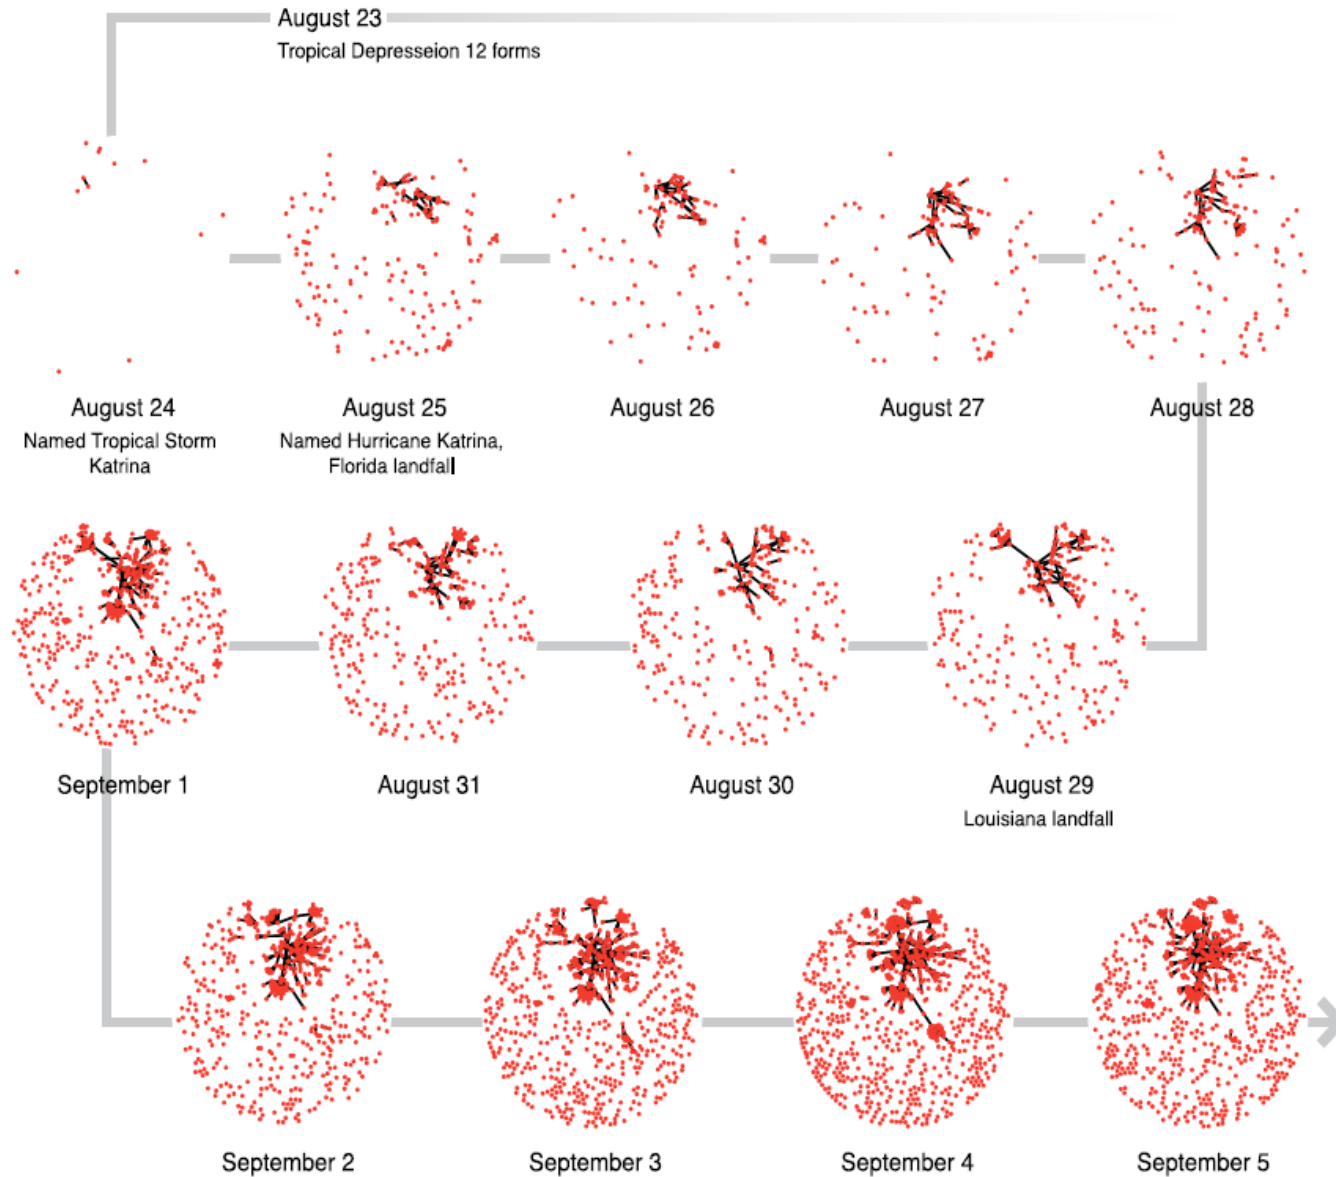 August 23
Tropical Depresseion 12 forms
August 24
Named Tropical Storm
Katrina
August 25
Named Hurricane Katrina,
Florida landfall
August 26
August 27
August 28
September 1
August 31
August 30
August 29
Louisiana landfall
September 2
September 3
September 4
September 5